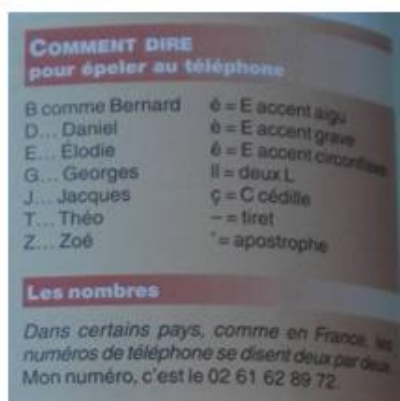 COMMENT DIRE
pour épeler au téléphone
B comme Bernard é = E accent aigu
D... Daniel è = E accent grave
E... Élodie ê = E accent circonflexe
G... Georges ll = deux L
J... Jacques ç = C cédille
T... Théo – = tiret
Z... Zoé ' = apostrophe
Les nombres
Dans certains pays, comme en France, les
numéros de téléphone se disent deux par deux.
Mon numéro, c'est le 02 61 62 89 72.